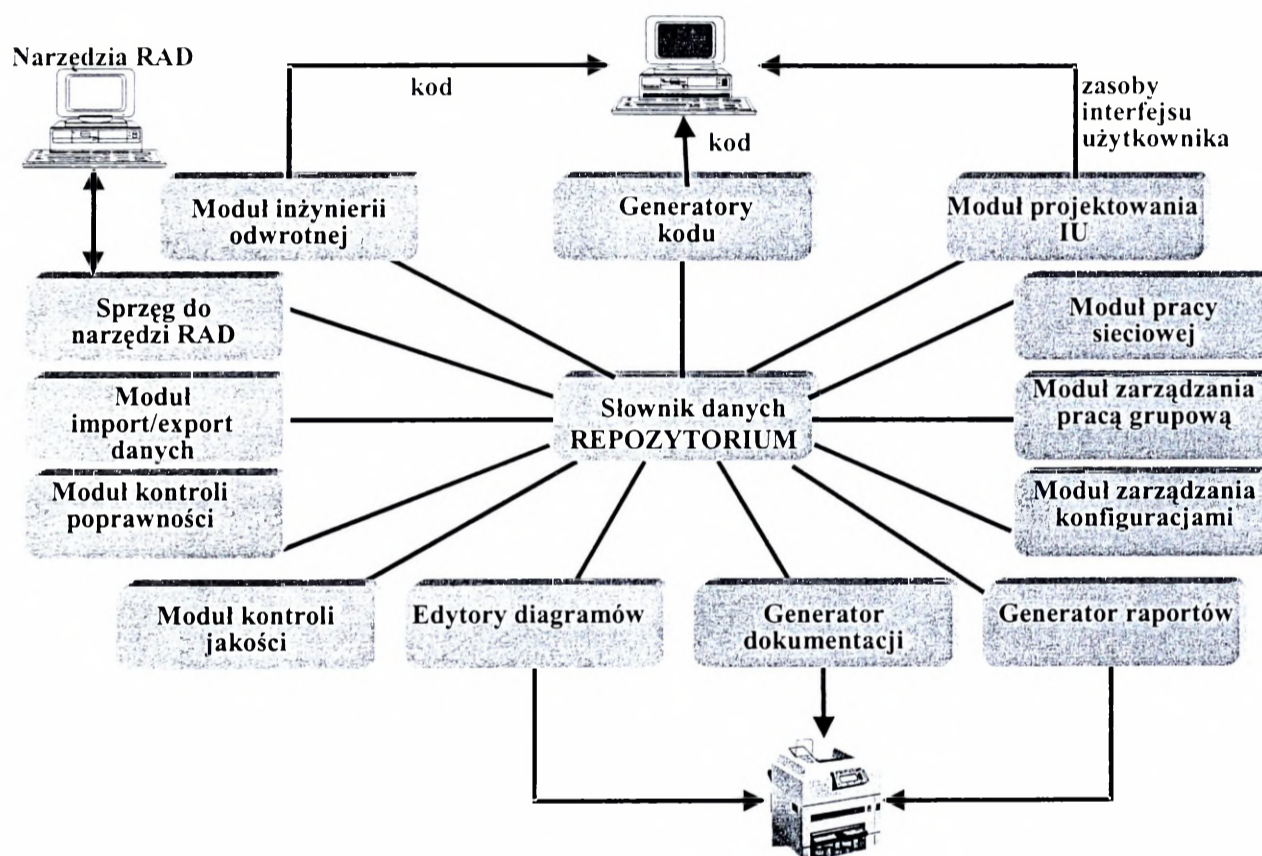 Narzędzia RAD
kod
kod
zasoby
interfejsu
użytkownika
Moduł inżynierii
odwrotnej
Generatory
kodu
Moduł projektowania
IU
Sprzęg do
narzędzi RAD
Moduł pracy
sieciowej
Moduł
import/export
danych
Słownik danych
REPOZYTORIUM
Moduł zarządzania
pracą grupową
Moduł kontroli
poprawności
Moduł zarządzania
konfiguracjami
Moduł kontroli
jakości
Edytory diagramów
Generator
dokumentacji
Generator raportów